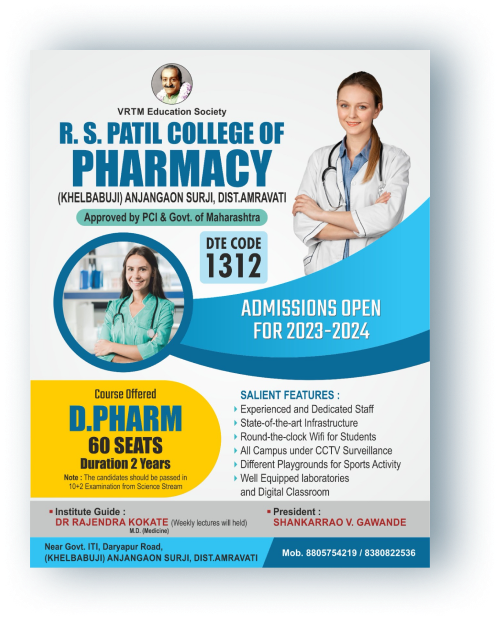 VRTM Education Society
R. S. PATIL COLLEGE OF
PHARMACY
(KHELBABUJI) ANJANGAON SURJI, DIST.AMRAVATI
Approved by PCI & Govt. of Maharashtra
DTE CODE
1312
ADMISSIONS OPEN
FOR 2023-2024
Course Offered
D.PHARM
60 SEATS
Duration 2 Years
Note : The candidates should be passed in
10+2 Examination from Science Stream
SALIENT FEATURES :
Experienced and Dedicated Staff
State-of-the-art Infrastructure
Round-the-clock Wifi for Students
All Campus under CCTV Surveillance
Different Playgrounds for Sports Activity
Well Equipped laboratories
and Digital Classroom
Institute Guide :
DR RAJENDRA KOKATE (Weekly lectures will held)
M.D. (Medicine)
President :
SHANKARRAO V. GAWANDE
Near Govt. ITI, Daryapur Road,
(KHELBABUJI) ANJANGAON SURJI, DIST.AMRAVATI
Mob. 8805754219 / 8380822536